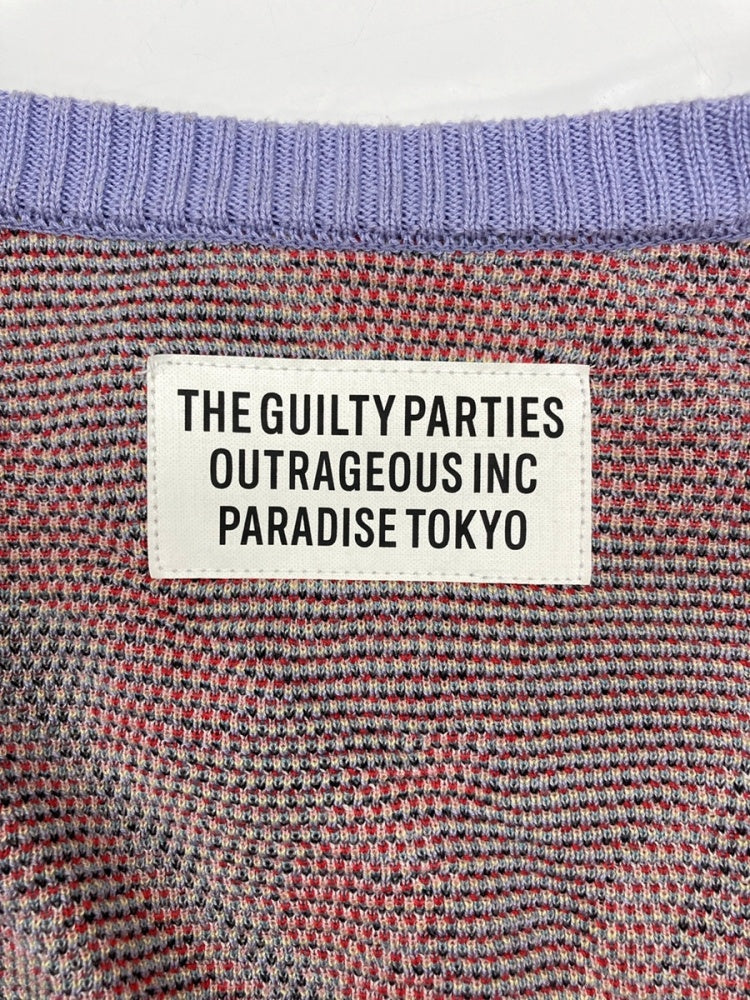 THE GUILTY PARTIES
OUTRAGEOUS INC
PARADISE TOKYO